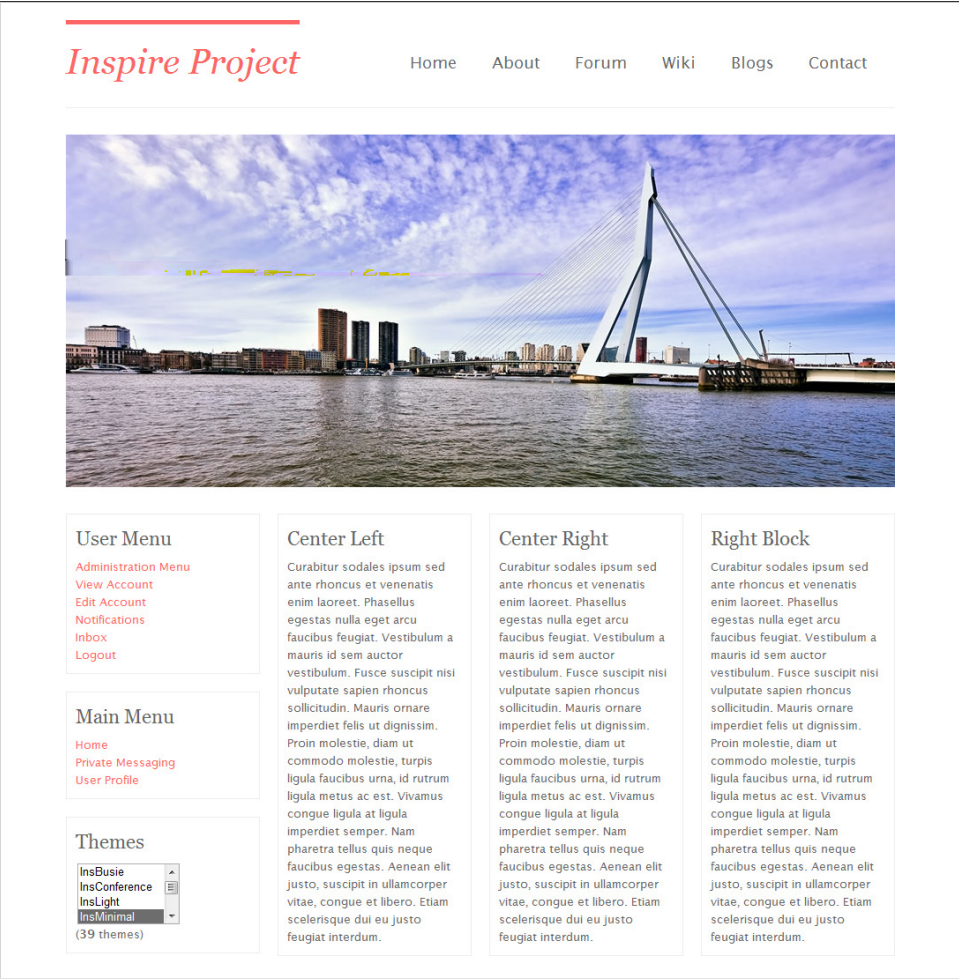 Inspire Project
Home About Forum Wiki Blogs Contact
User Menu
Administration Menu
View Account
Edit Account
Notifications
Inbox
Logout
Main Menu
Home
Private Messaging
User Profile
Themes
InsBusie
InsConference
InsLight
InsMinimal
(39 themes)
Center Left
Curabitur sodales ipsum sed
ante rhoncus et venenatis
enim laoreet. Phasellus
egestas nulla eget arcu
faucibus feugiat. Vestibulum a
mauris id sem auctor
vestibulum. Fusce suscipit nisi
vulputate sapien rhoncus
sollicitudin. Mauris ornare
imperdiet felis ut dignissim.
Proin molestie, diam ut
commodo molestie, turpis
ligula faucibus urna, id rutrum
ligula metus ac est. Vivamus
congue ligula at ligula
imperdiet semper. Nam
pharetra tellus quis neque
faucibus egestas. Aenean elit
justo, suscipit in ullamcorper
vitae, congue et libero. Etiam
scelerisque dui eu justo
feugiat interdum.
Center Right
Curabitur sodales ipsum sed
ante rhoncus et venenatis
enim laoreet. Phasellus
egestas nulla eget arcu
faucibus feugiat. Vestibulum a
mauris id sem auctor
vestibulum. Fusce suscipit nisi
vulputate sapien rhoncus
sollicitudin. Mauris ornare
imperdiet felis ut dignissim.
Proin molestie, diam ut
commodo molestie, turpis
ligula faucibus urna, id rutrum
ligula metus ac est. Vivamus
congue ligula at ligula
imperdiet semper. Nam
pharetra tellus quis neque
faucibus egestas. Aenean elit
justo, suscipit in ullamcorper
vitae, congue et libero. Etiam
scelerisque dui eu justo
feugiat interdum.
Right Block
Curabitur sodales ipsum sed
ante rhoncus et venenatis
enim laoreet. Phasellus
egestas nulla eget arcu
faucibus feugiat. Vestibulum a
mauris id sem auctor
vestibulum. Fusce suscipit nisi
vulputate sapien rhoncus
sollicitudin. Mauris ornare
imperdiet felis ut dignissim.
Proin molestie, diam ut
commodo molestie, turpis
ligula faucibus urna, id rutrum
ligula metus ac est. Vivamus
congue ligula at ligula
imperdiet semper. Nam
pharetra tellus quis neque
faucibus egestas. Aenean elit
justo, suscipit in ullamcorper
vitae, congue et libero. Etiam
scelerisque dui eu justo
feugiat interdum.